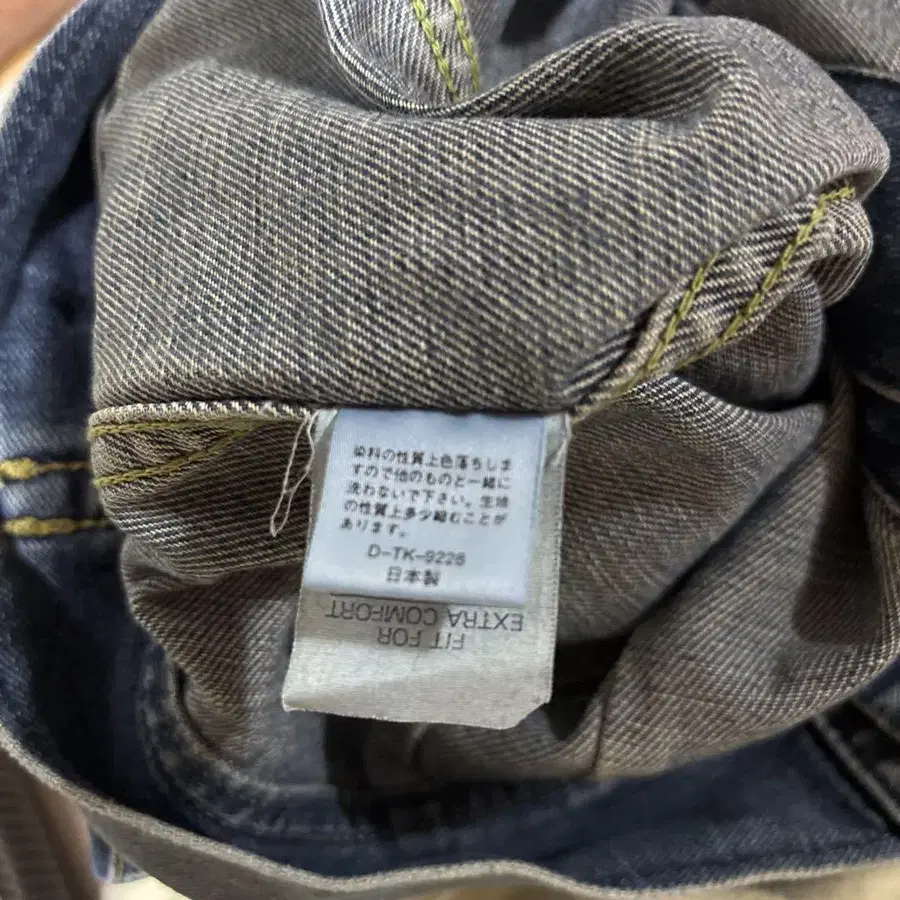 染料の性質上色落ちしま
すので他のものと一緒に
洗わないで下さい。生地
の性質上多少縮むことが
あります。
D-TK-9226
日本製
FIT FOR
EXTRA COMFORT